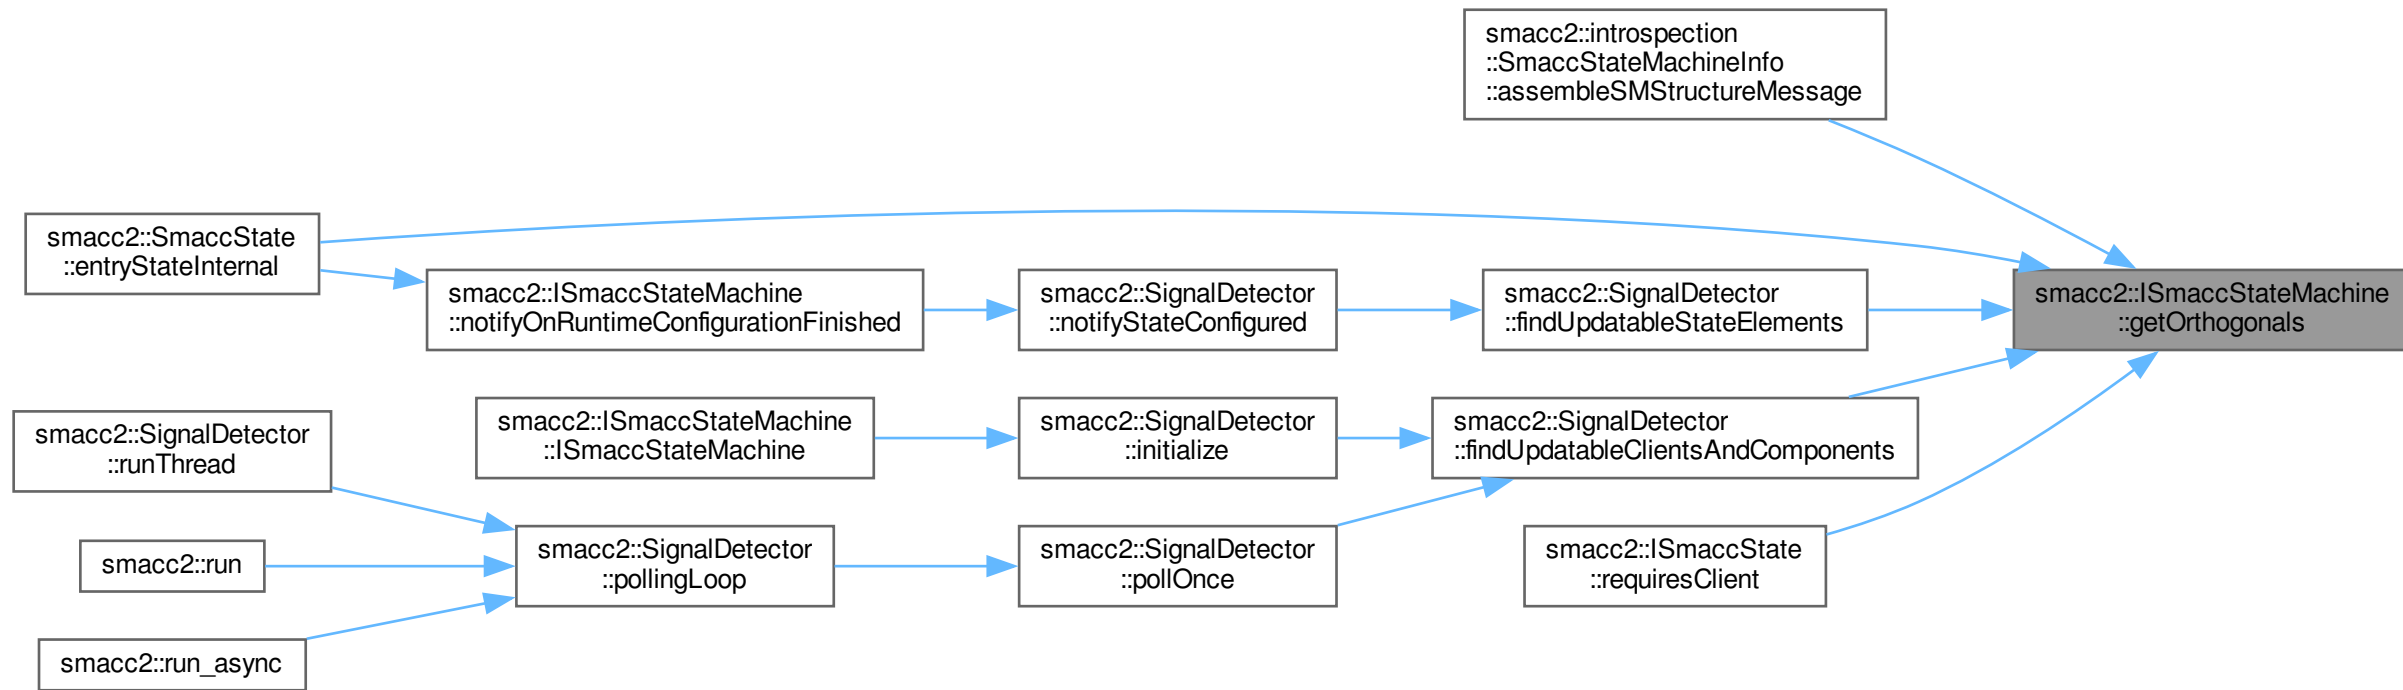 smacc2::introspection
::SmaccStateMachineInfo
::assembleSMStructureMessage
smacc2::SmaccState
::entryStateInternal
smacc2::ISmaccStateMachine
::notifyOnRuntimeConfigurationFinished
smacc2::SignalDetector
::notifyStateConfigured
smacc2::SignalDetector
::findUpdatableStateElements
smacc2::ISmaccStateMachine
::getOrthogonals
smacc2::SignalDetector
::runThread
smacc2::ISmaccStateMachine
::ISmaccStateMachine
smacc2::SignalDetector
::initialize
smacc2::SignalDetector
::findUpdatableClientsAndComponents
smacc2::run
smacc2::SignalDetector
::pollingLoop
smacc2::SignalDetector
::pollOnce
smacc2::ISmaccState
::requiresClient
smacc2::run_async